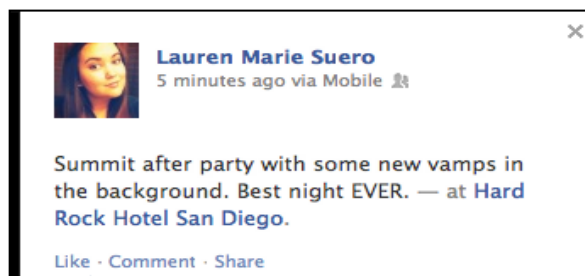 Lauren Marie Suero
5 minutes ago via Mobile
Summit after party with some new vamps in
the background. Best night EVER. — at Hard
Rock Hotel San Diego.
Like · Comment · Share